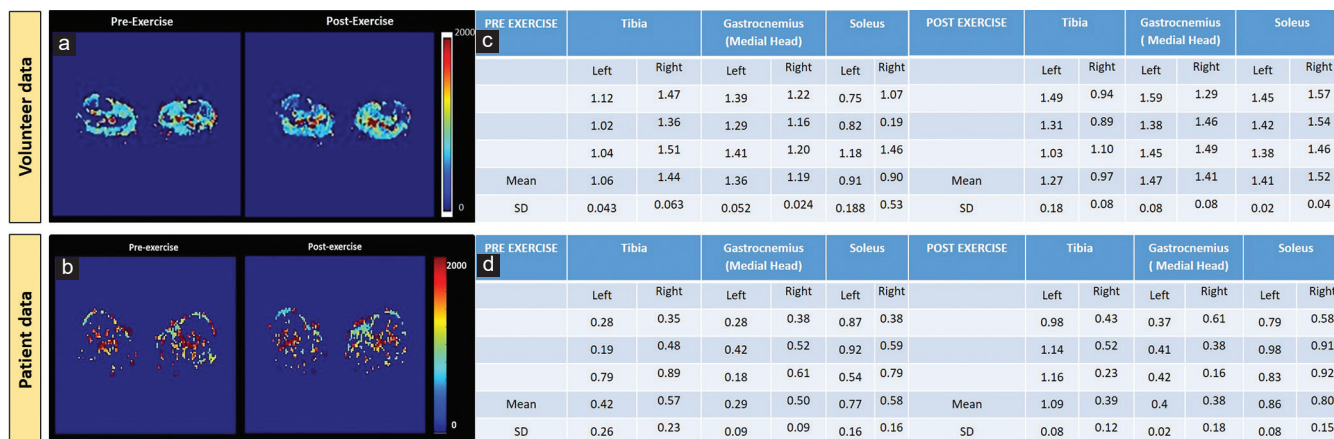 Volunteer data
Pre-Exercise Post-Exercise
a
2000
0
c
PRE EXERCISE Tibia Gastrocnemius (Medial Head) Soleus POST EXERCISE Tibia Gastrocnemius ( Medial Head) Soleus
Left Right Left Right Left Right Left Right Left Right Left Right
1.12 1.47 1.39 1.22 0.75 1.07 1.49 0.94 1.59 1.29 1.45 1.57
1.02 1.36 1.29 1.16 0.82 0.19 1.31 0.89 1.38 1.46 1.42 1.54
1.04 1.51 1.41 1.20 1.18 1.46 1.03 1.10 1.45 1.49 1.38 1.46
Mean 1.06 1.44 1.36 1.19 0.91 0.90 Mean 1.27 0.97 1.47 1.41 1.41 1.52
SD 0.043 0.063 0.052 0.024 0.188 0.53 SD 0.18 0.08 0.08 0.08 0.02 0.04
Patient data
Pre-exercise Post-exercise
b
2000
0
d
PRE EXERCISE Tibia Gastrocnemius (Medial Head) Soleus POST EXERCISE Tibia Gastrocnemius ( Medial Head) Soleus
Left Right Left Right Left Right Left Right Left Right Left Right
0.28 0.35 0.28 0.38 0.87 0.38 0.98 0.43 0.37 0.61 0.79 0.58
0.19 0.48 0.42 0.52 0.92 0.59 1.14 0.52 0.41 0.38 0.98 0.91
0.79 0.89 0.18 0.61 0.54 0.79 1.16 0.23 0.42 0.16 0.83 0.92
Mean 0.42 0.57 0.29 0.50 0.77 0.58 Mean 1.09 0.39 0.4 0.38 0.86 0.80
SD 0.26 0.23 0.09 0.09 0.16 0.16 SD 0.08 0.12 0.02 0.18 0.08 0.15